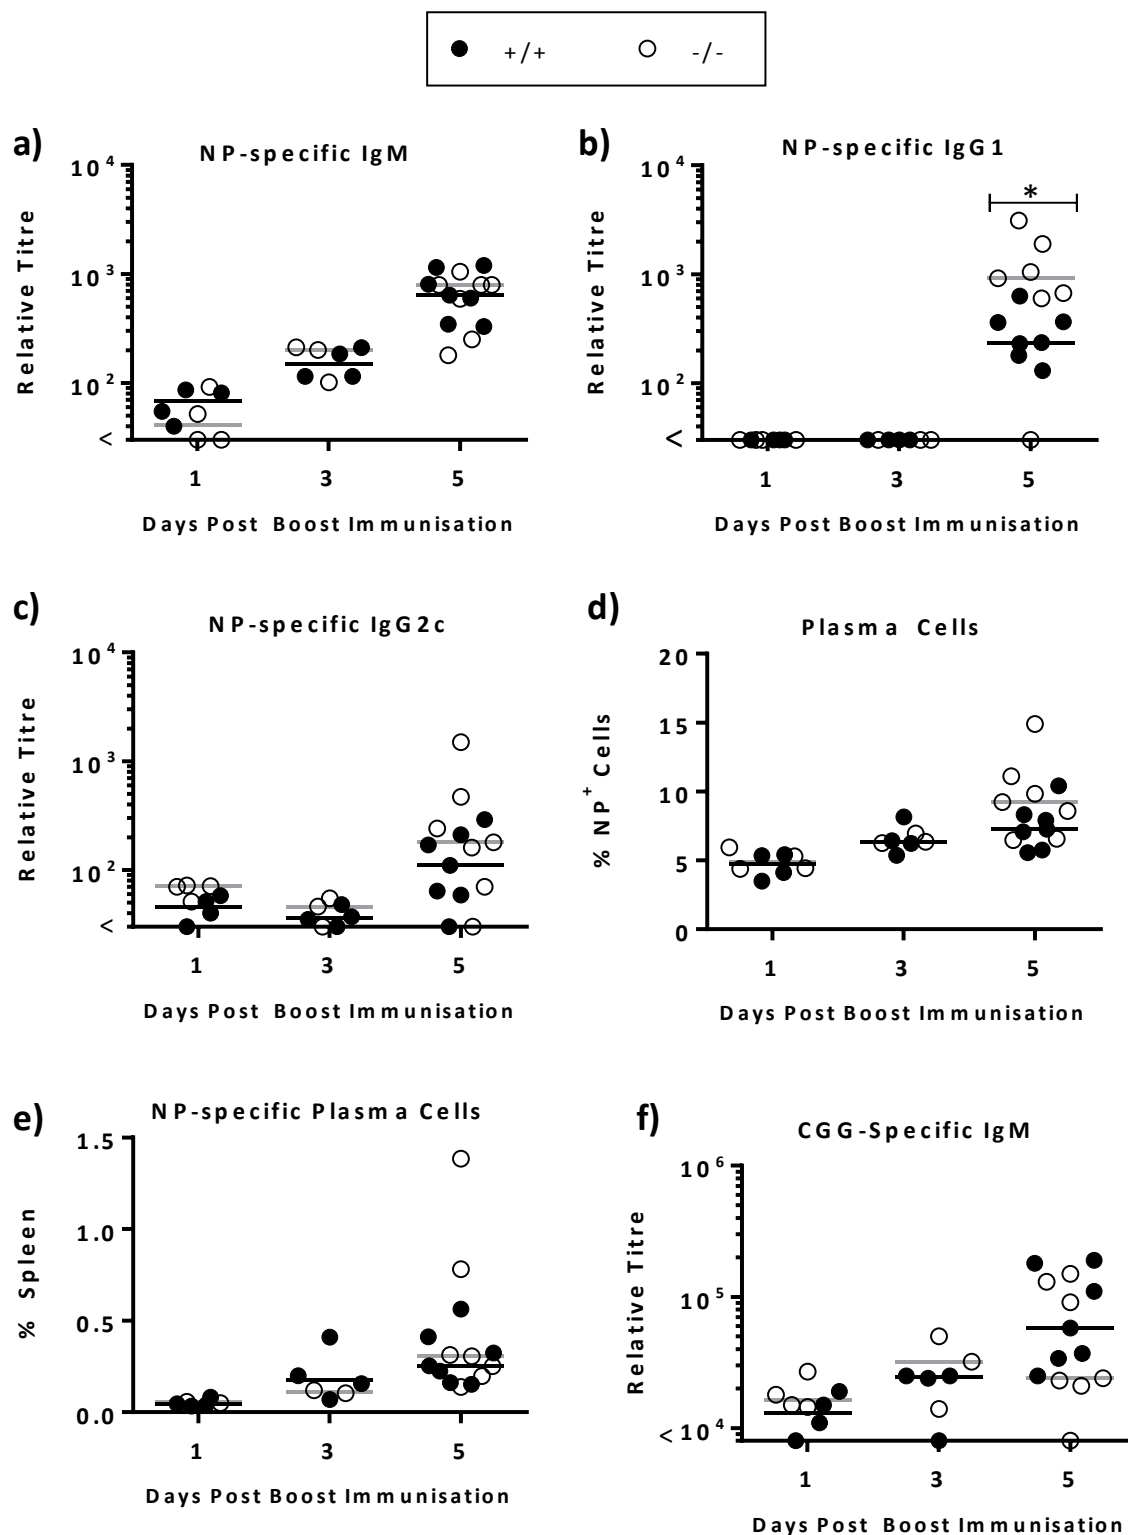 +/+ -/-
a) NP-specific IgM
10^4
10^3
10^2
<
Relative Titre
1 3 5
Days Post Boost Immunisation
b) NP-specific IgG1
10^4
10^3
10^2
<
Relative Titre
*
1 3 5
Days Post Boost Immunisation
c) NP-specific IgG2c
10^4
10^3
10^2
<
Relative Titre
1 3 5
Days Post Boost Immunisation
d) Plasma Cells
20
15
10
5
0
% NP+ Cells
1 3 5
Days Post Boost Immunisation
e) NP-specific Plasma Cells
1.5
1.0
0.5
0.0
% Spleen
1 3 5
Days Post Boost Immunisation
f) CGG-Specific IgM
10^6
10^5
<10^4
Relative Titre
1 3 5
Days Post Boost Immunisation